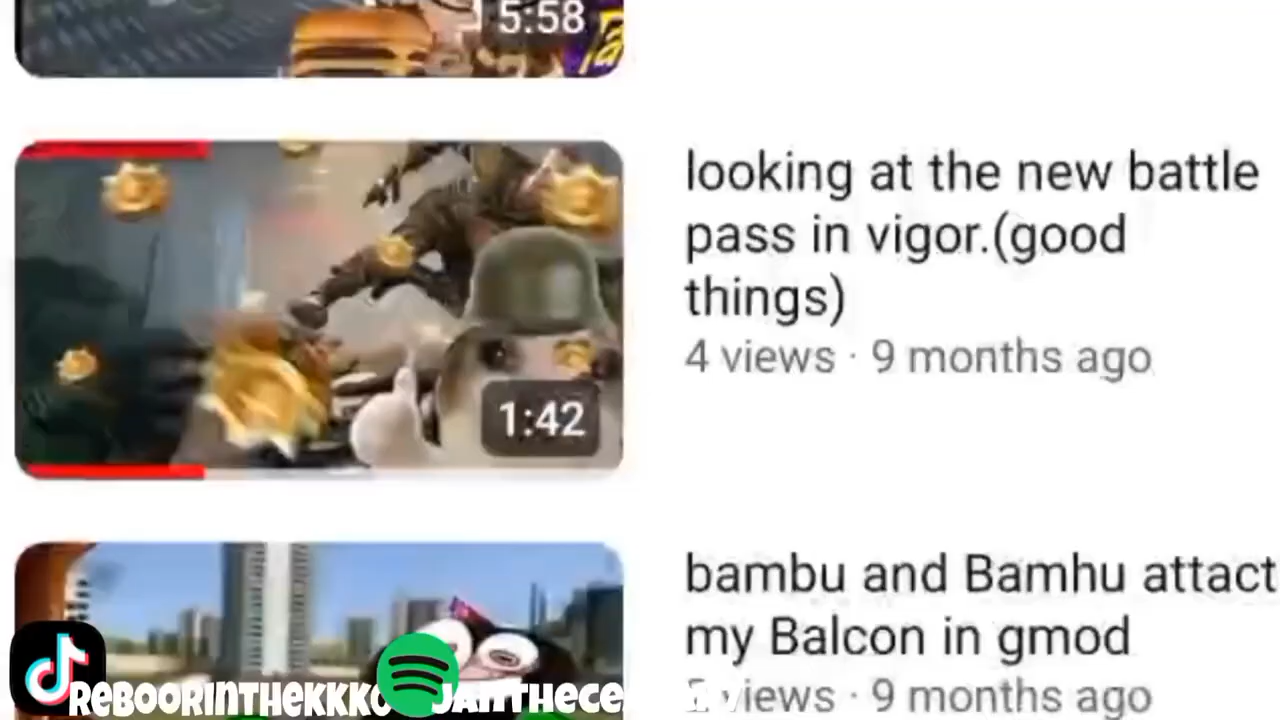 5:58
looking at the new battle
pass in vigor.(good
things)
4 views · 9 months ago
1:42
bambu and Bamhu attact
my Balcon in gmod
views · 9 months ago